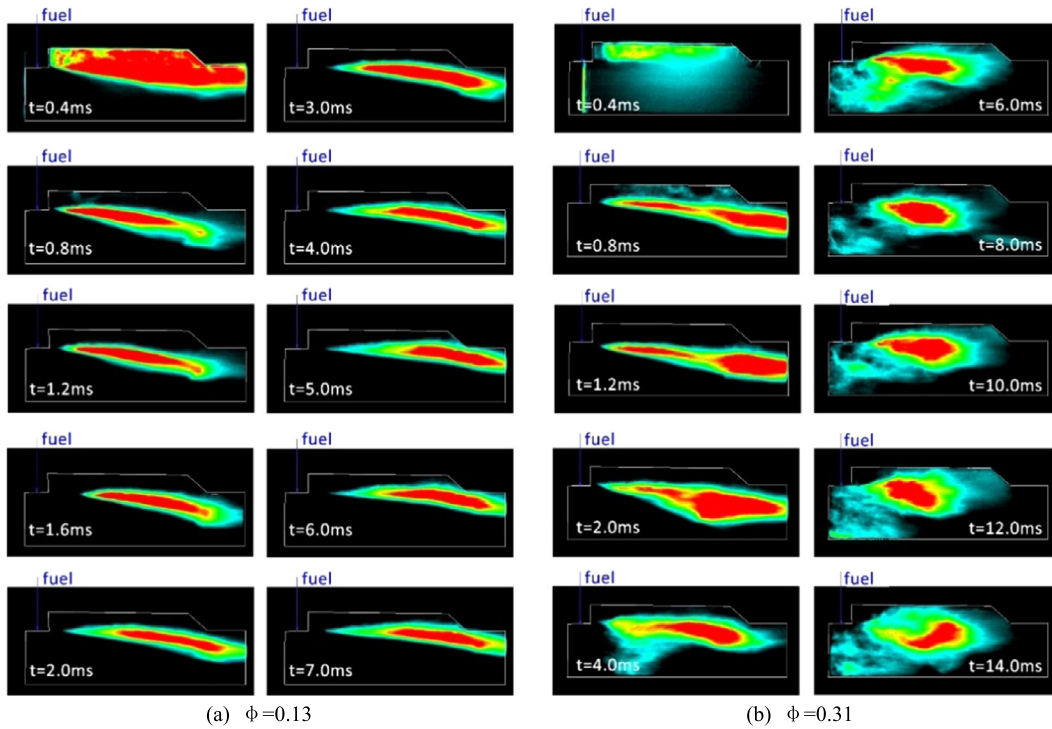 fuel fuel fuel fuel
t=0.4ms t=3.0ms t=0.4ms t=6.0ms
fuel fuel fuel fuel
t=0.8ms t=4.0ms t=0.8ms t=8.0ms
fuel fuel fuel fuel
t=1.2ms t=5.0ms t=1.2ms t=10.0ms
fuel fuel fuel fuel
t=1.6ms t=6.0ms t=2.0ms t=12.0ms
fuel fuel fuel fuel
t=2.0ms t=7.0ms t=4.0ms t=14.0ms
(a) ϕ=0.13 (b) ϕ=0.31